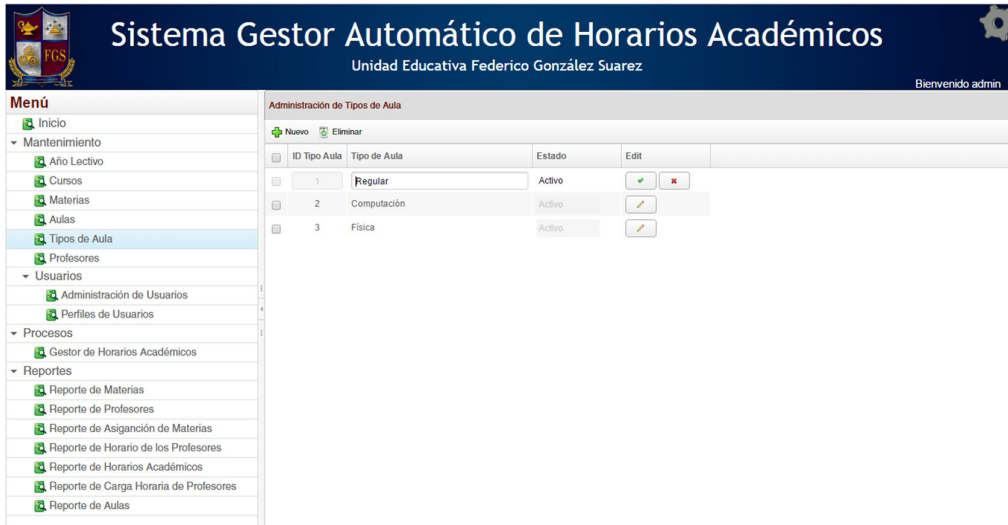 FGS
Sistema Gestor Automático de Horarios Académicos
Unidad Educativa Federico González Suarez
Bienvenido admin
Menú
Inicio
Mantenimiento
Año Lectivo
Cursos
Materias
Aulas
Tipos de Aula
Profesores
Usuarios
Administración de Usuarios
Perfiles de Usuarios
Procesos
Gestor de Horarios Académicos
Reportes
Reporte de Materias
Reporte de Profesores
Reporte de Asiganción de Materias
Reporte de Horario de los Profesores
Reporte de Horarios Académicos
Reporte de Carga Horaria de Profesores
Reporte de Aulas
Administración de Tipos de Aula
Nuevo Eliminar
ID Tipo Aula Tipo de Aula Estado Edit
1 Regular Activo
2 Computación Activo
3 Física Activo